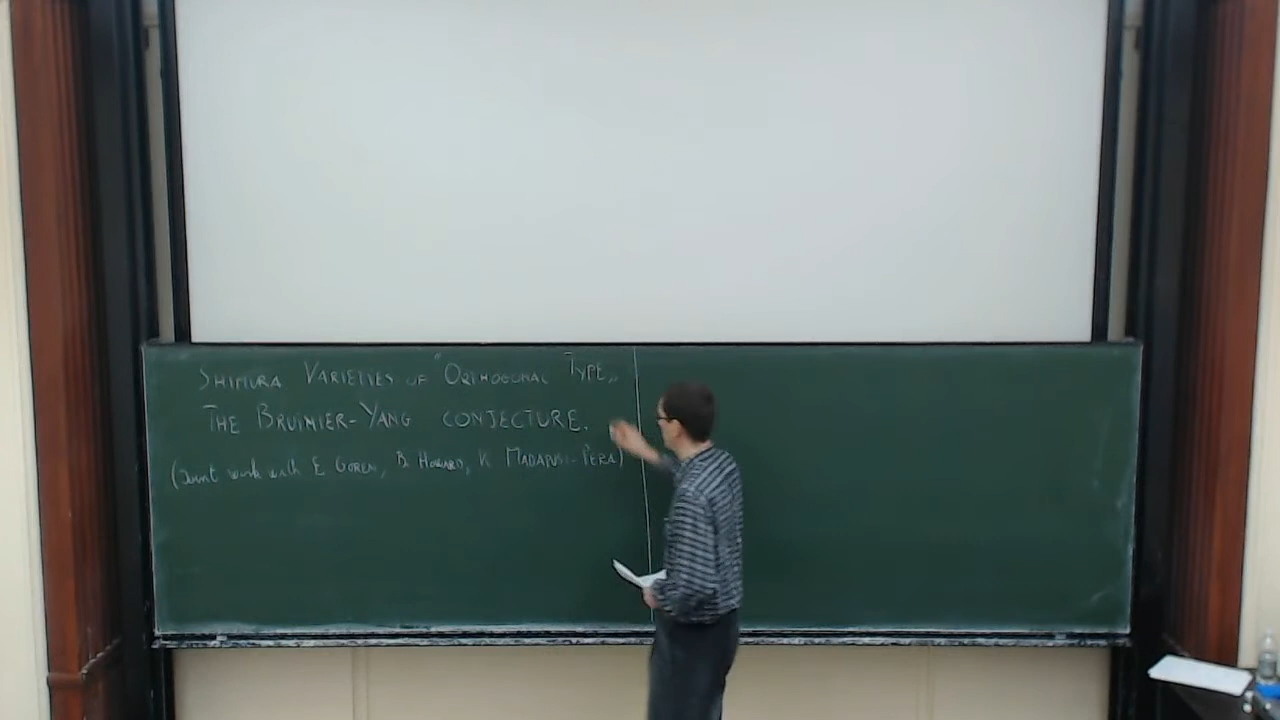 SHIMURA VARIETIES OF "ORTHOGONAL TYPE"
THE BRUINIER-YANG CONJECTURE.
(Joint work with E GOREN, B. HOWARD, K MADAPUSI-PERA)